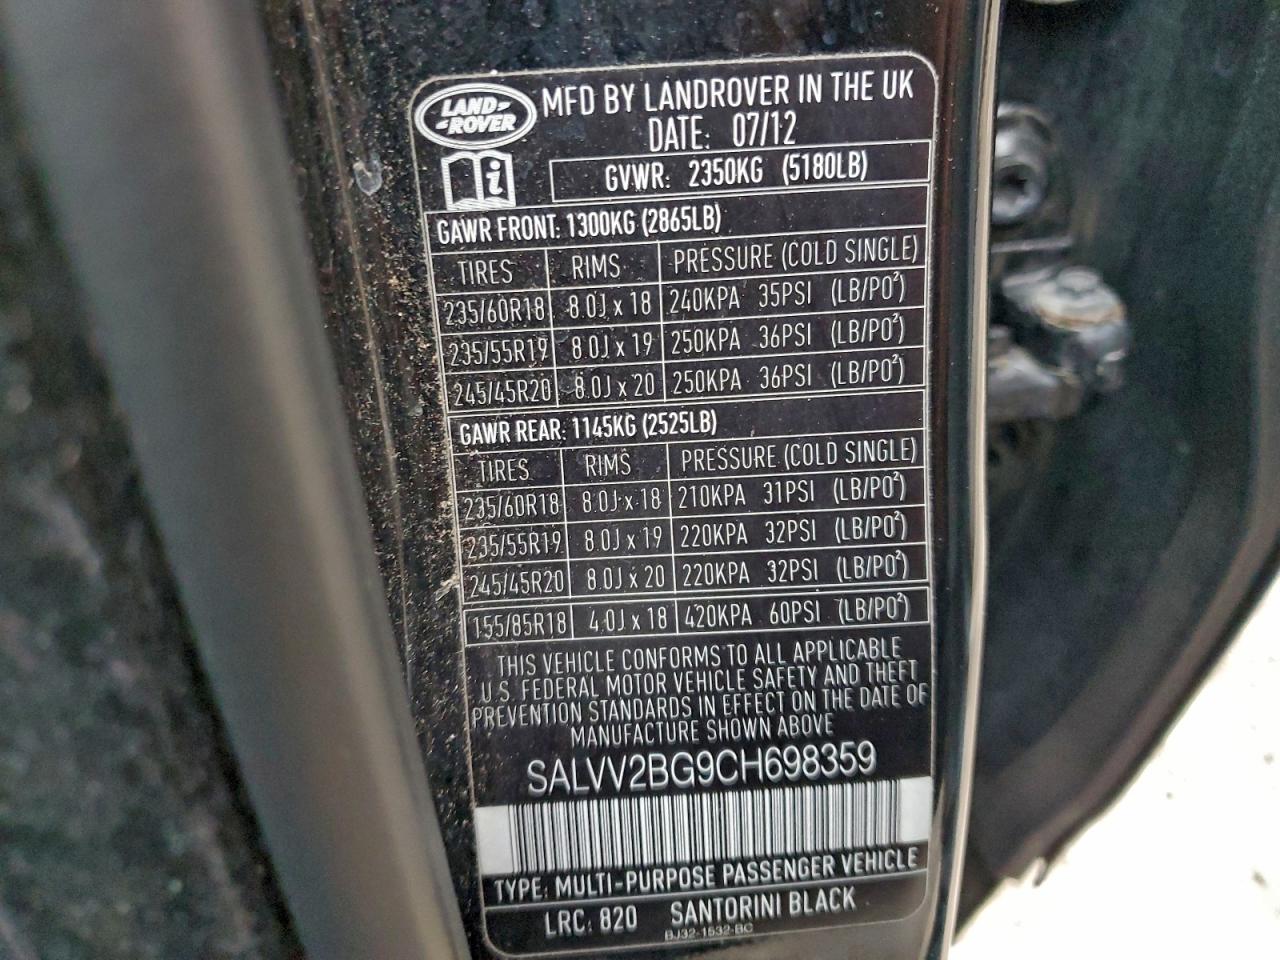 LAND ROVER
MFD BY LANDROVER IN THE UK
DATE: 07/12
i
GVWR: 2350KG (5180LB)
GAWR FRONT: 1300KG (2865LB)
TIRES RIMS PRESSURE (COLD SINGLE)
235/60R18 8.0J x 18 240KPA 35PSI (LB/PO²)
235/55R19 8.0J x 19 250KPA 36PSI (LB/PO²)
245/45R20 8.0J x 20 250KPA 36PSI (LB/PO²)
GAWR REAR: 1145KG (2525LB)
TIRES RIMS PRESSURE (COLD SINGLE)
235/60R18 8.0J x 18 210KPA 31PSI (LB/PO²)
235/55R19 8.0J x 19 220KPA 32PSI (LB/PO²)
245/45R20 8.0J x 20 220KPA 32PSI (LB/PO²)
155/85R18 4.0J x 18 420KPA 60PSI (LB/PO²)
THIS VEHICLE CONFORMS TO ALL APPLICABLE
U.S. FEDERAL MOTOR VEHICLE SAFETY AND THEFT
PREVENTION STANDARDS IN EFFECT ON THE DATE OF
MANUFACTURE SHOWN ABOVE
SALVV2BG9CH698359
TYPE: MULTI-PURPOSE PASSENGER VEHICLE
LRC: 820 SANTORINI BLACK
BJ32-1532-BC